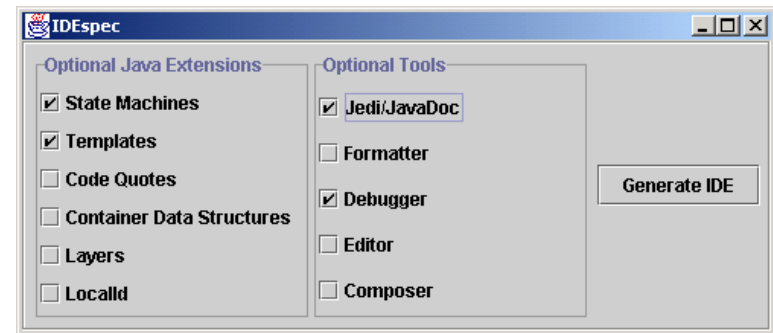 IDEspec
Optional Java Extensions
State Machines
Templates
Code Quotes
Container Data Structures
Layers
LocalId
Optional Tools
Jedi/JavaDoc
Formatter
Debugger
Editor
Composer
Generate IDE